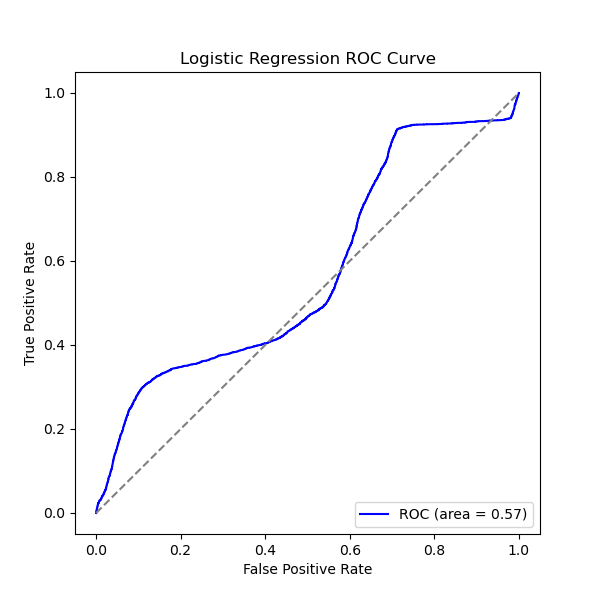 Logistic Regression ROC Curve
1.0
0.8
0.6
0.4
0.2
0.0
True Positive Rate
ROC (area = 0.57)
0.0 0.2 0.4 0.6 0.8 1.0
False Positive Rate